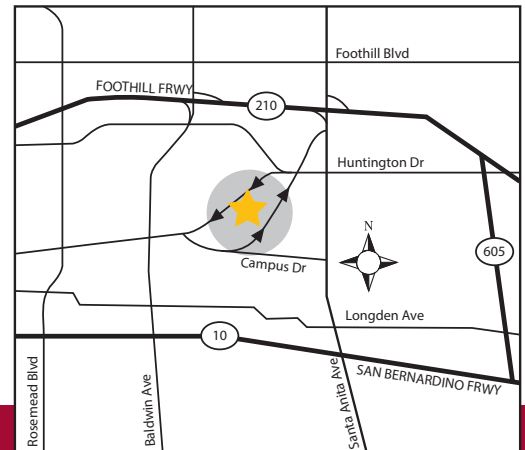 Foothill Blvd
FOOTHILL FRWY
210
Huntington Dr
N
605
Campus Dr
Longden Ave
10
SAN BERNARDINO FRWY
Rosemead Blvd
Baldwin Ave
Santa Anita Ave